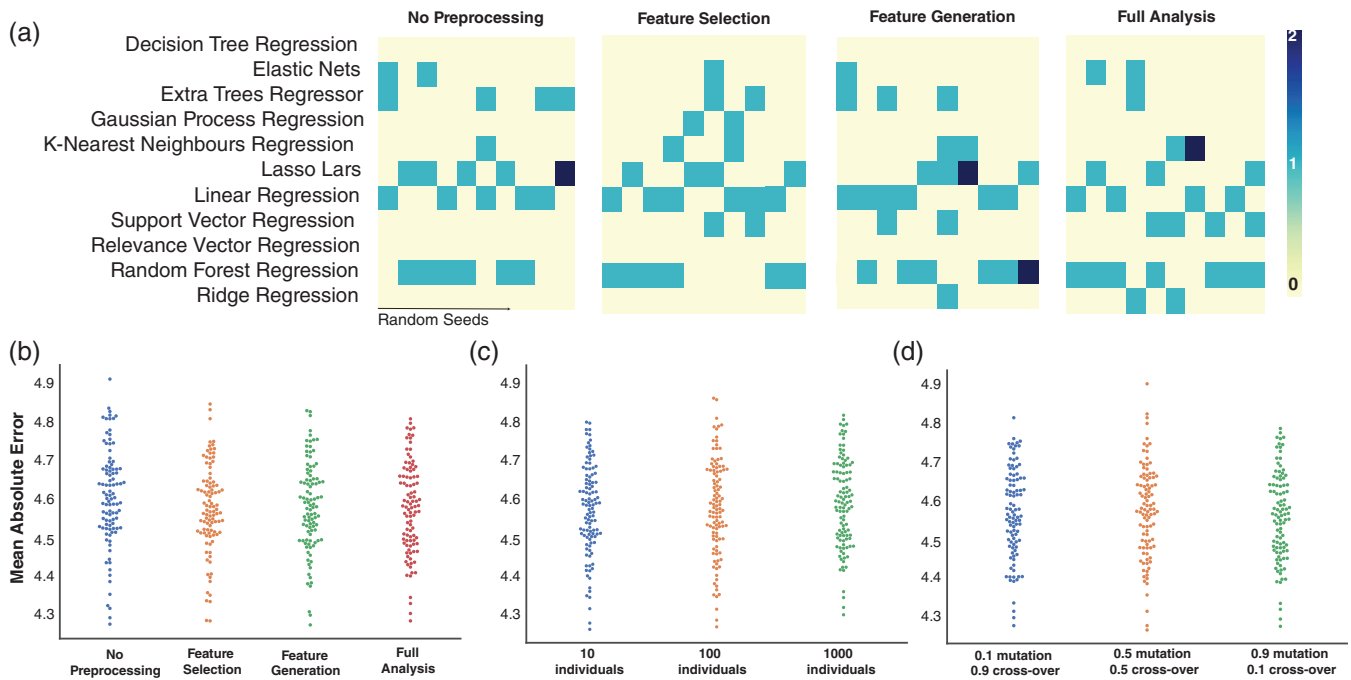 (a)
No Preprocessing
Feature Selection
Feature Generation
Full Analysis
Decision Tree Regression
Elastic Nets
Extra Trees Regressor
Gaussian Process Regression
K-Nearest Neighbours Regression
Lasso Lars
Linear Regression
Support Vector Regression
Relevance Vector Regression
Random Forest Regression
Ridge Regression
Random Seeds
2
1
0
(b)
Mean Absolute Error
4.9
4.8
4.7
4.6
4.5
4.4
4.3
No
Preprocessing
Feature
Selection
Feature
Generation
Full
Analysis
(c)
4.9
4.8
4.7
4.6
4.5
4.4
4.3
10
individuals
100
individuals
1000
individuals
(d)
4.9
4.8
4.7
4.6
4.5
4.4
4.3
0.1 mutation
0.9 cross-over
0.5 mutation
0.5 cross-over
0.9 mutation
0.1 cross-over